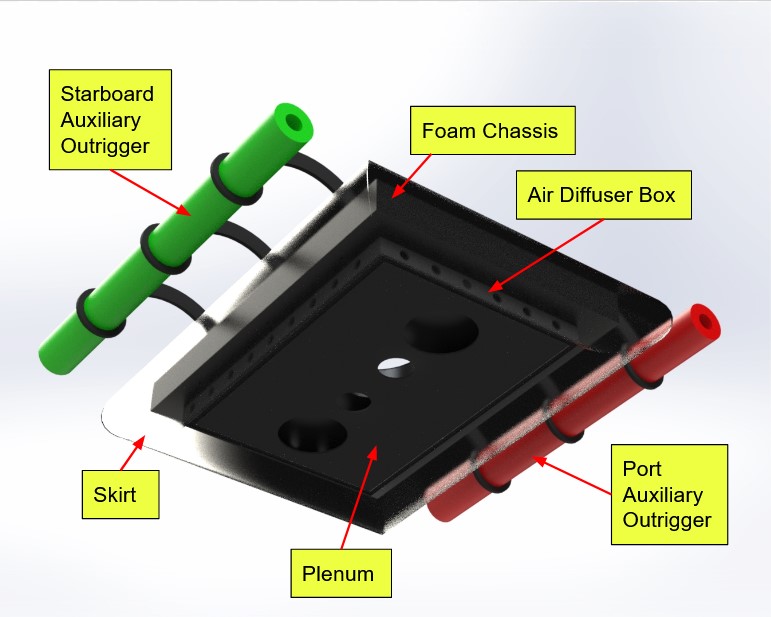 Starboard
Auxiliary
Outrigger
Foam Chassis
Air Diffuser Box
Skirt
Port
Auxiliary
Outrigger
Plenum